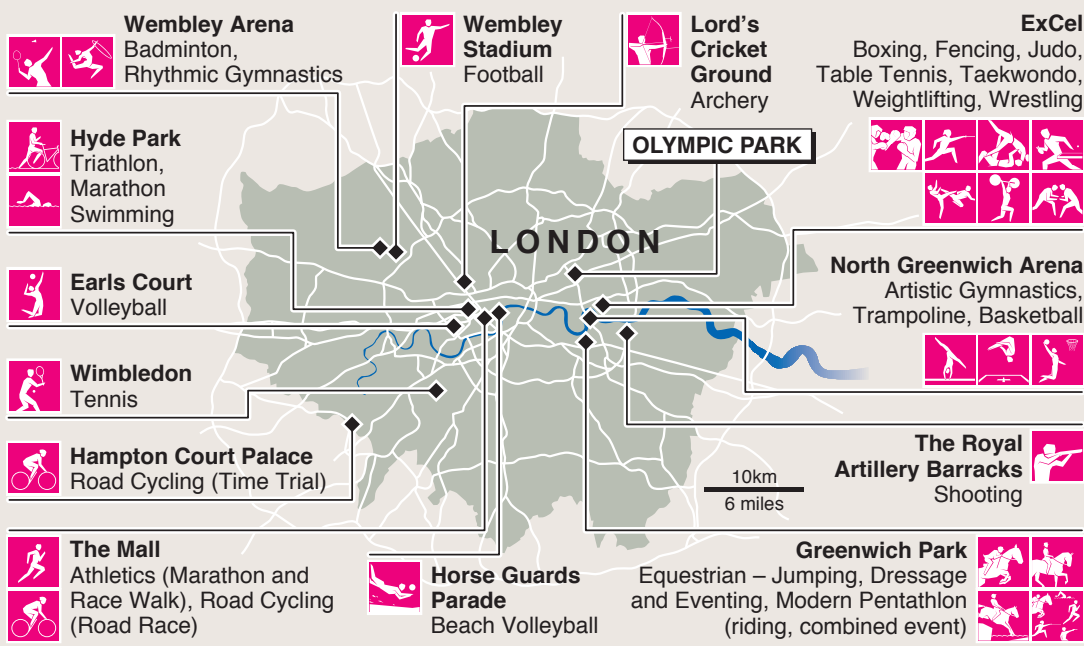 Wembley Arena
Badminton,
Rhythmic Gymnastics
Wembley
Stadium
Football
Lord’s
Cricket
Ground
Archery
ExCel
Boxing, Fencing, Judo,
Table Tennis, Taekwondo,
Weightlifting, Wrestling
Hyde Park
Triathlon,
Marathon
Swimming
OLYMPIC PARK
LONDON
Earls Court
Volleyball
North Greenwich Arena
Artistic Gymnastics,
Trampoline, Basketball
Wimbledon
Tennis
Hampton Court Palace
Road Cycling (Time Trial)
10km
6 miles
The Royal
Artillery Barracks
Shooting
The Mall
Athletics (Marathon and
Race Walk), Road Cycling
(Road Race)
Horse Guards
Parade
Beach Volleyball
Greenwich Park
Equestrian – Jumping, Dressage
and Eventing, Modern Pentathlon
(riding, combined event)